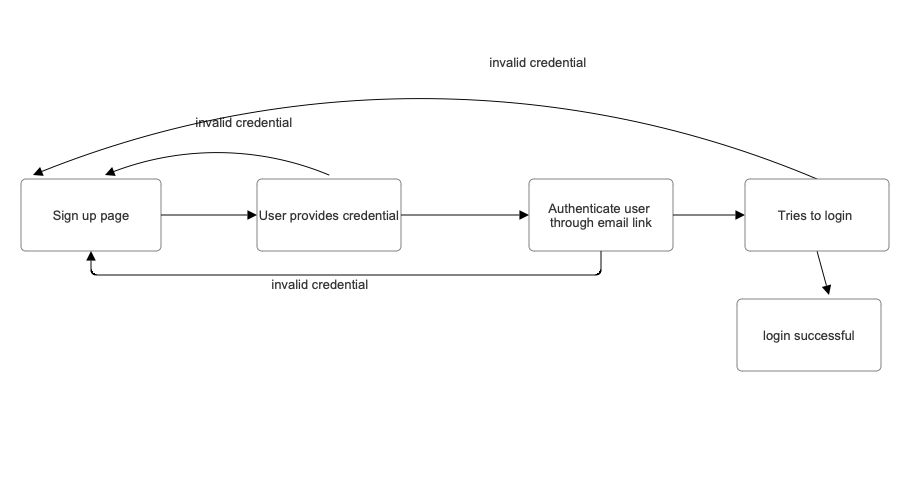 invalid credential
invalid credential
Sign up page
User provides credential
Authenticate user
through email link
Tries to login
invalid credential
login successful